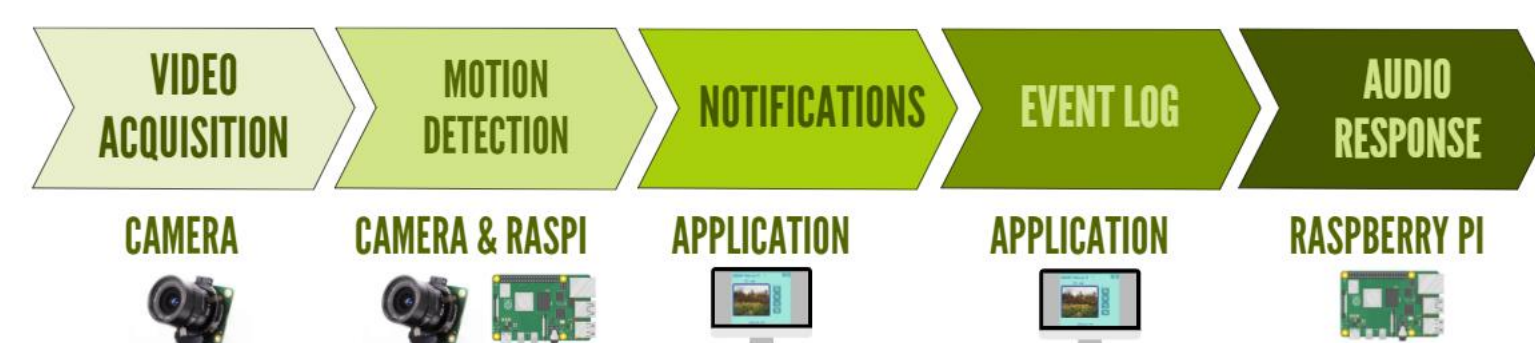 VIDEO
ACQUISITION
MOTION
DETECTION
NOTIFICATIONS
EVENT LOG
AUDIO
RESPONSE
CAMERA
CAMERA & RASPI
APPLICATION
APPLICATION
RASPBERRY PI